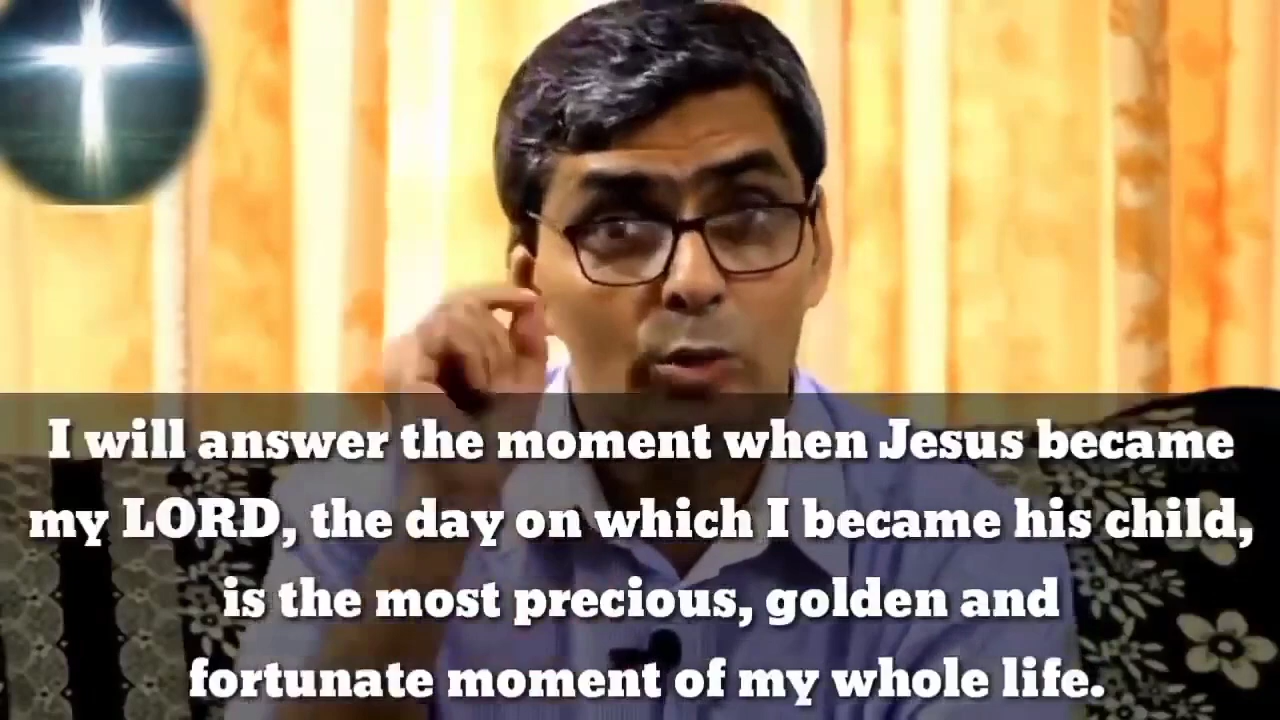 I will answer the moment when Jesus became
my LORD, the day on which I became his child,
is the most precious, golden and
fortunate moment of my whole life.